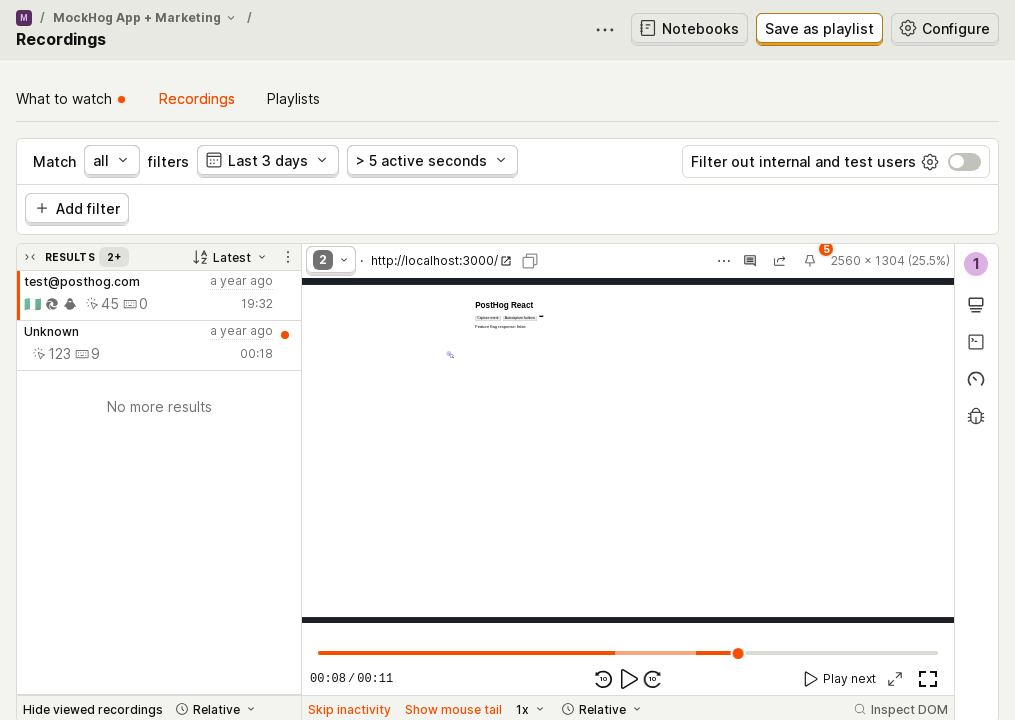 M / MockHog App + Marketing /
Recordings
Notebooks
Save as playlist
Configure
What to watch
Recordings
Playlists
Match all filters Last 3 days > 5 active seconds
Filter out internal and test users
Add filter
RESULTS 2+
Latest
test@posthog.com a year ago
45 0 19:32
Unknown a year ago
123 9 00:18
No more results
2 · http://localhost:3000/
5
2560 × 1304 (25.5%)
PostHog React
Capture event Autocapture buttons
Feature flag response: false
1
00:08 / 00:11
10
10
Play next
Hide viewed recordings
Relative
Skip inactivity
Show mouse tail
1x
Relative
Inspect DOM